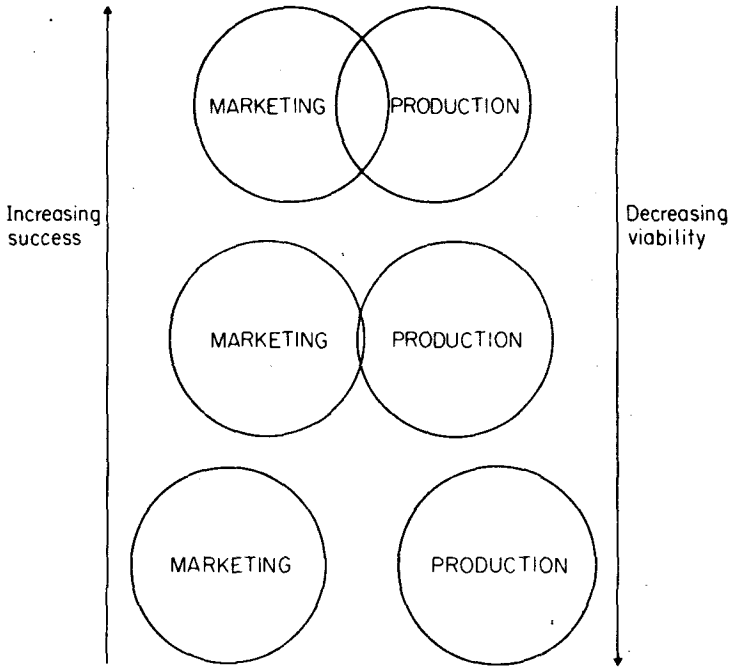 MARKETING
PRODUCTION
Increasing
success
Decreasing
viability
MARKETING
PRODUCTION
MARKETING
PRODUCTION